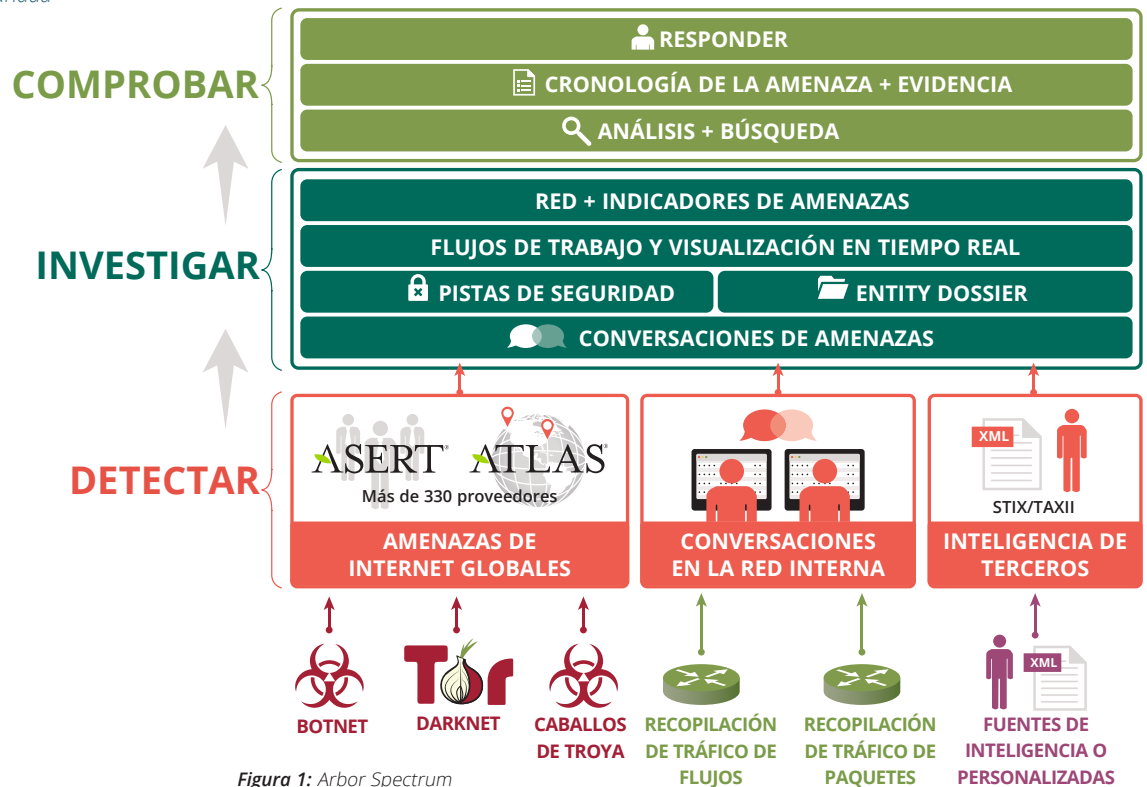 COMPROBAR
RESPONDER
CRONOLOGÍA DE LA AMENAZA + EVIDENCIA
ANÁLISIS + BÚSQUEDA
INVESTIGAR
RED + INDICADORES DE AMENAZAS
FLUJOS DE TRABAJO Y VISUALIZACIÓN EN TIEMPO REAL
PISTAS DE SEGURIDAD
ENTITY DOSSIER
CONVERSACIONES DE AMENAZAS
DETECTAR
ASERT®
ATLAS®
Más de 330 proveedores
AMENAZAS DE
INTERNET GLOBALES
CONVERSACIONES
EN LA RED INTERNA
XML
STIX/TAXII
INTELIGENCIA DE
TERCEROS
BOTNET
Tor
DARKNET
CABALLOS
DE TROYA
RECOPILACIÓN
DE TRÁFICO DE
FLUJOS
RECOPILACIÓN
DE TRÁFICO DE
PAQUETES
XML
FUENTES DE
INTELIGENCIA O
PERSONALIZADAS
Figura 1: Arbor Spectrum